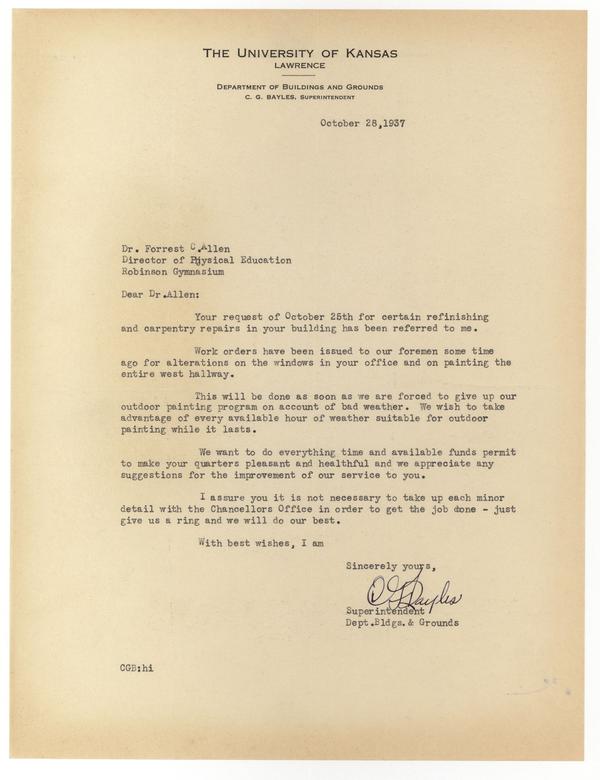 THE UNIVERSITY OF KANSAS
LAWRENCE
DEPARTMENT OF BUILDINGS AND GROUNDS
C. G. BAYLES, SUPERINTENDENT
October 28,1937
Dr. Forrest C.Allen
Director of Physical Education
Robinson Gymnasium
Dear Dr.Allen:
Your request of October 25th for certain refinishing
and carpentry repairs in your building has been referred to me.
Work orders have been issued to our foremen some time
ago for alterations on the windows in your office and on painting the
entire west hallway.
This will be done as soon as we are forced to give up our
outdoor painting program on account of bad weather. We wish to take
advantage of every available hour of weather suitable for outdoor
painting while it lasts.
We want to do everything time and available funds permit
to make your quarters pleasant and healthful and we appreciate any
suggestions for the improvement of our service to you.
I assure you it is not necessary to take up each minor
detail with the Chancellors Office in order to get the job done - just
give us a ring and we will do our best.
With best wishes, I am
Sincerely yours,
C G Bayles
Superintendent
Dept.Bldgs.& Grounds
CGB:hi